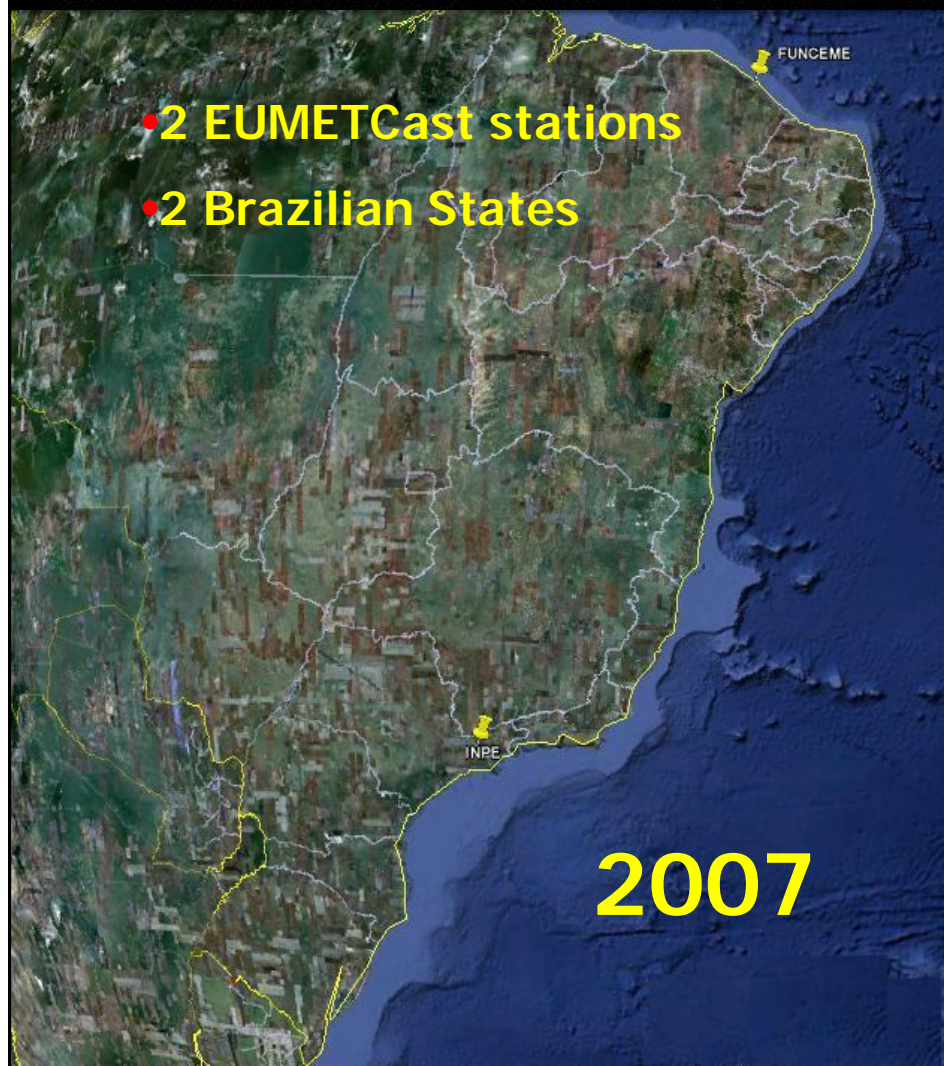 FUNCEME
•2 EUMETCast stations
•2 Brazilian States
INPE
2007